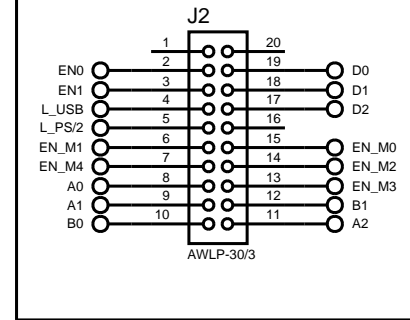 J2
1 20
EN0 2 19 D0
EN1 3 18 D1
L_USB 4 17 D2
L_PS/2 5 16
EN_M1 6 15 EN_M0
EN_M4 7 14 EN_M2
A0 8 13 EN_M3
A1 9 12 B1
B0 10 11 A2
AWLP-30/3